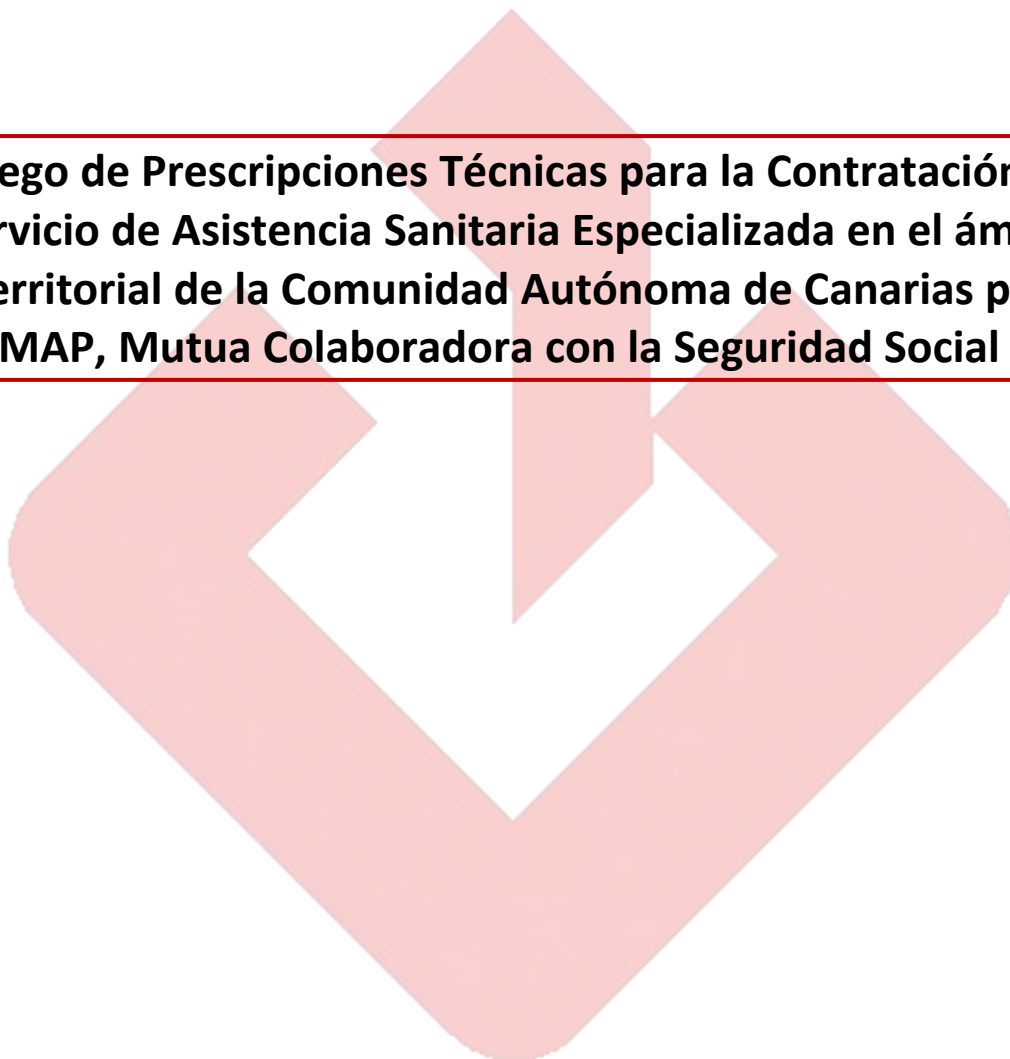 ego de Prescripciones Técnicas para la Contratación
rvicio de Asistencia Sanitaria Especializada en el ám
erritorial de la Comunidad Autónoma de Canarias p
MAP, Mutua Colaboradora con la Seguridad Social